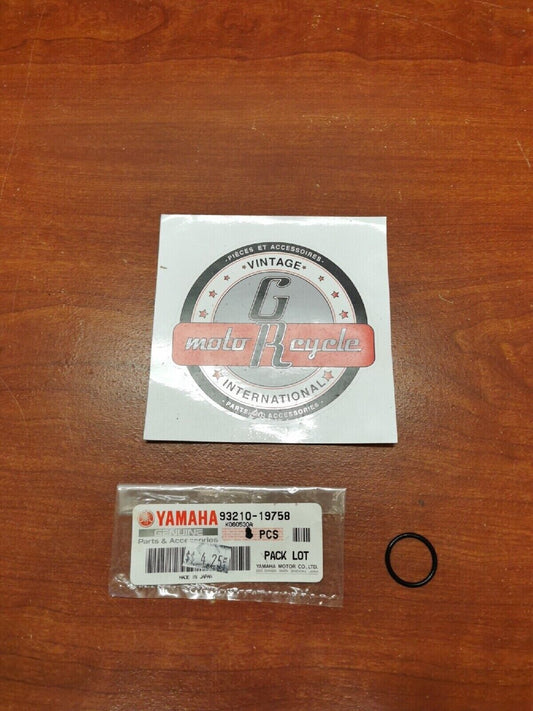 ·PIECES ET ACCESSOIRES·
VINTAGE
G
moto R cycle
INTERNATIONAL
·PARTS AND ACCESSORIES·
YAMAHA 93210-19758
GENUINE K060530A
Parts & Accessories PCS
PACK LOT
MADE IN JAPAN
YAMAHA MOTOR CO., LTD.